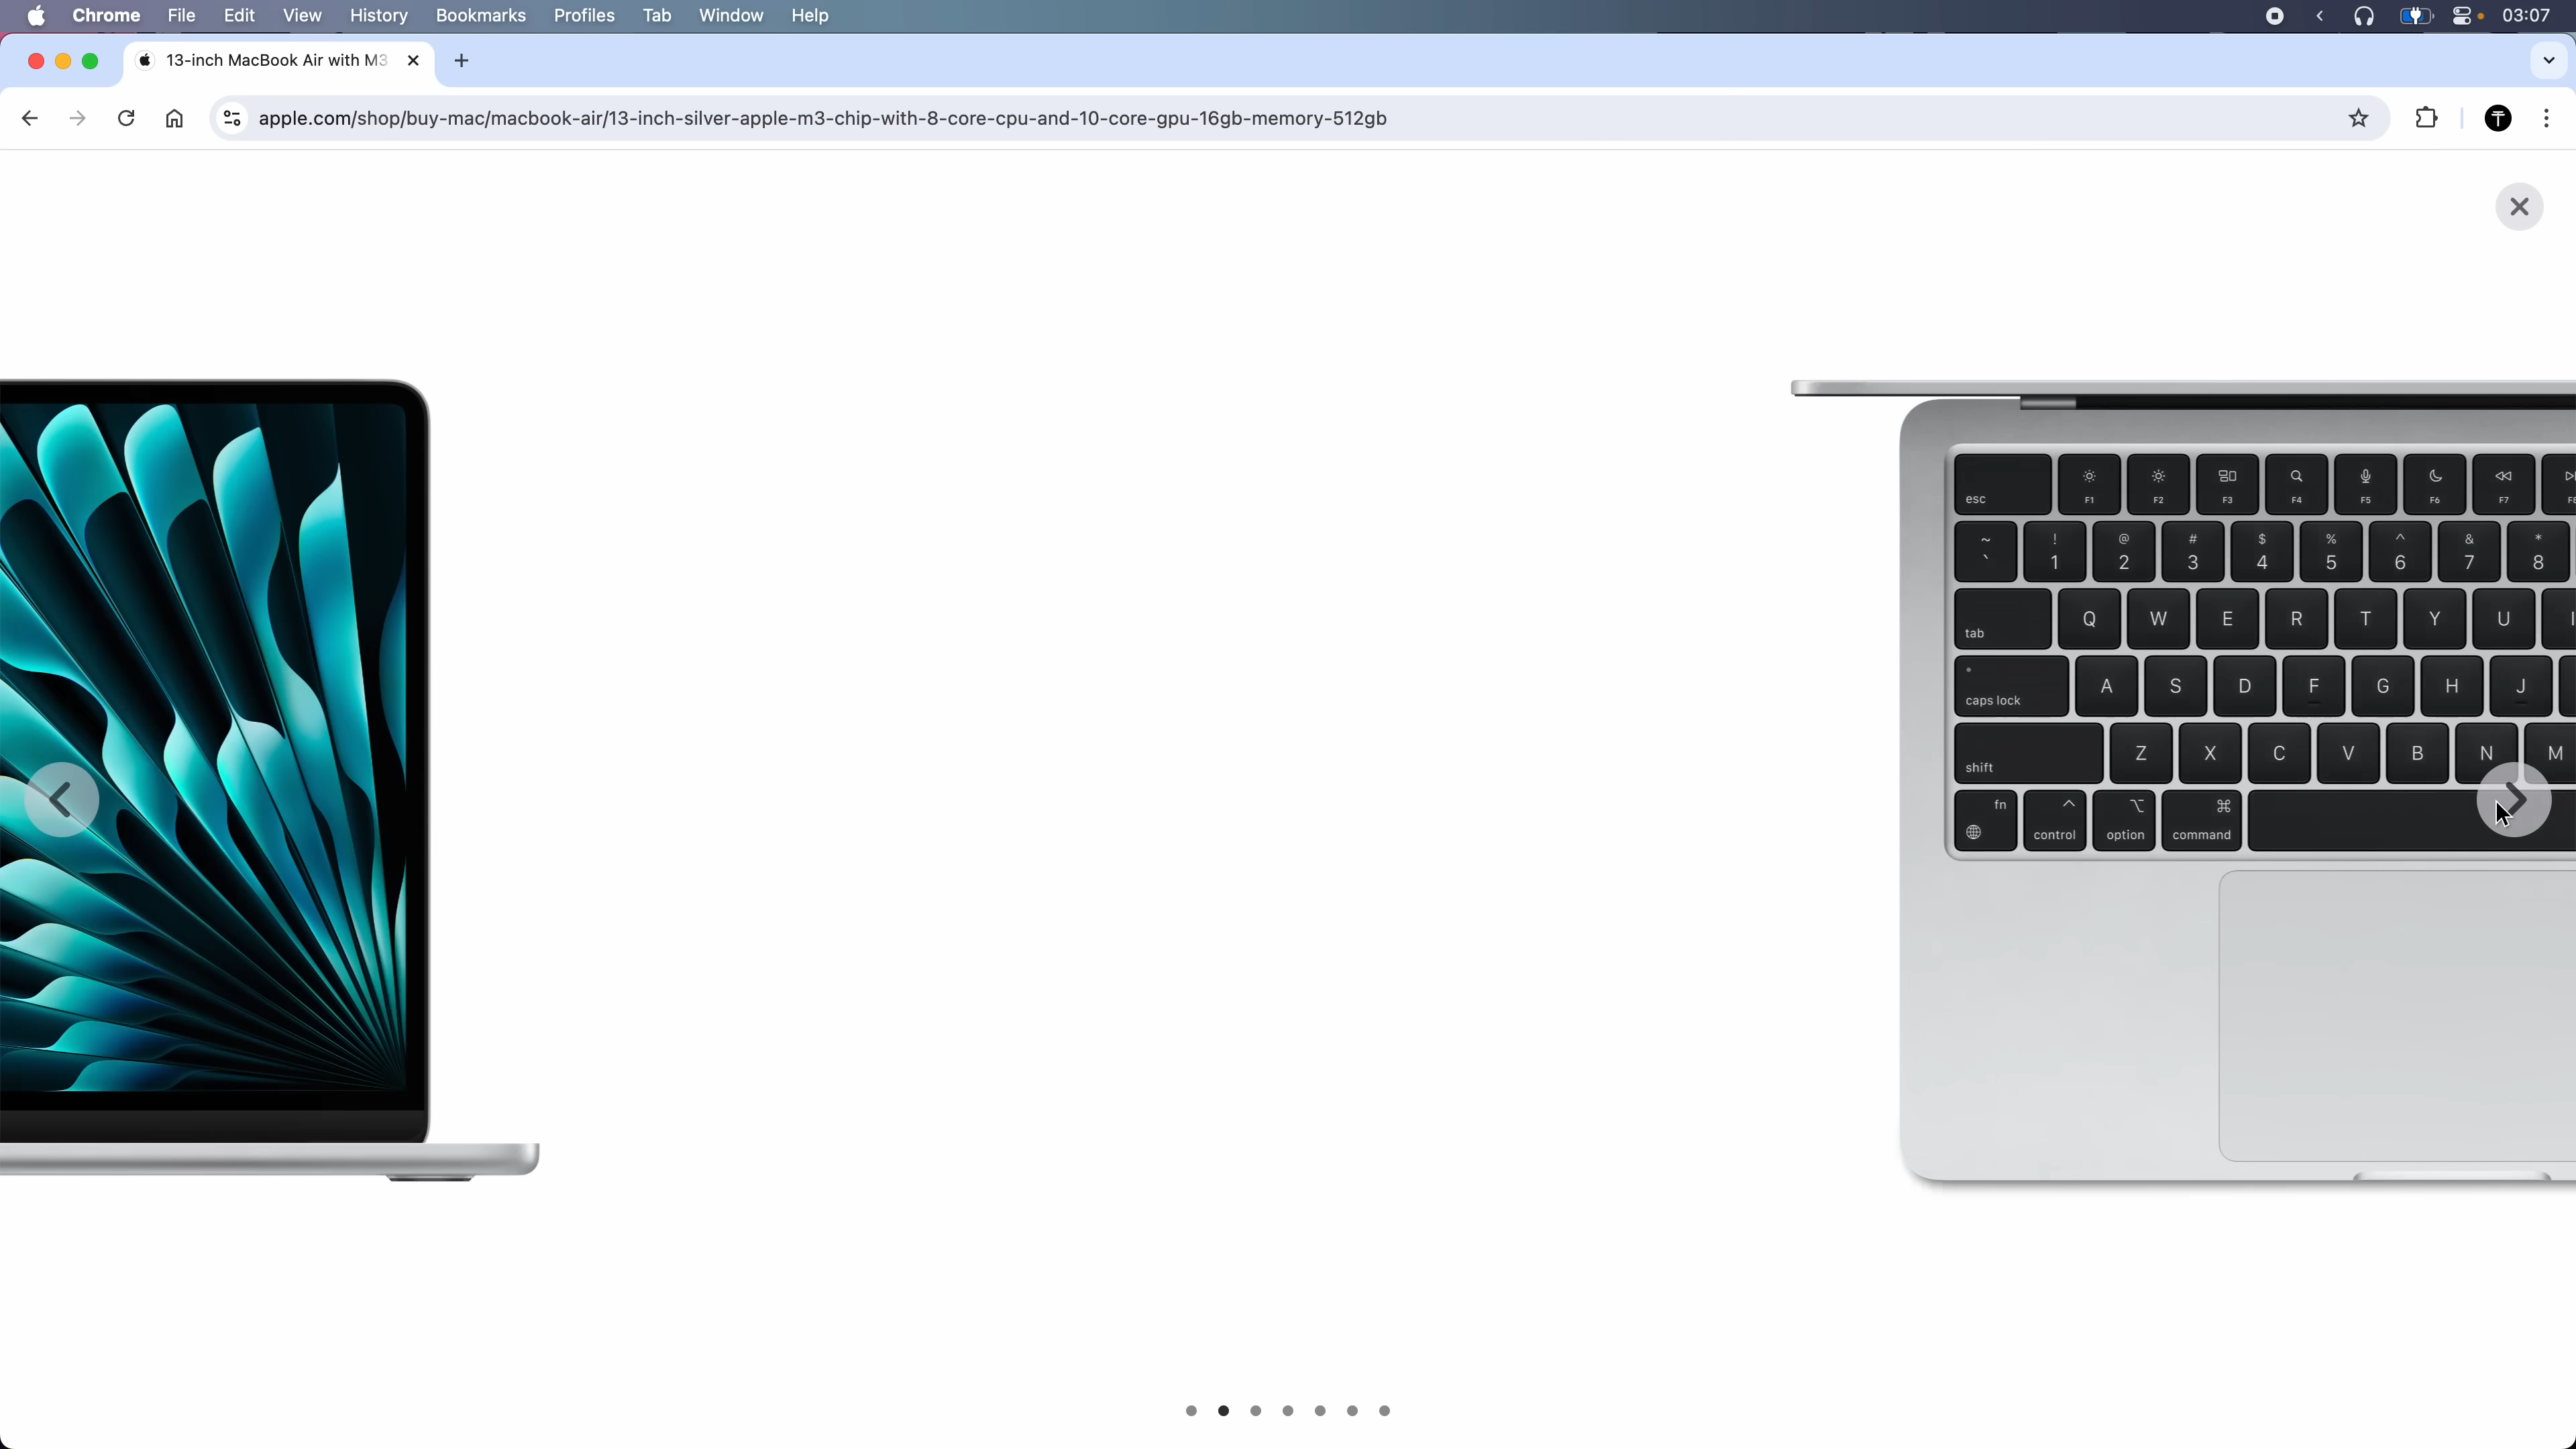 Chrome File Edit View History Bookmarks Profiles Tab Window Help 03:07
13-inch MacBook Air with M3
apple.com/shop/buy-mac/macbook-air/13-inch-silver-apple-m3-chip-with-8-core-cpu-and-10-core-gpu-16gb-memory-512gb
esc F1 F2 F3 F4 F5 F6 F7
~ ! @ # $ % ^ & *
` 1 2 3 4 5 6 7 8
tab Q W E R T Y U
caps lock A S D F G H J
shift Z X C V B N M
fn
control option command